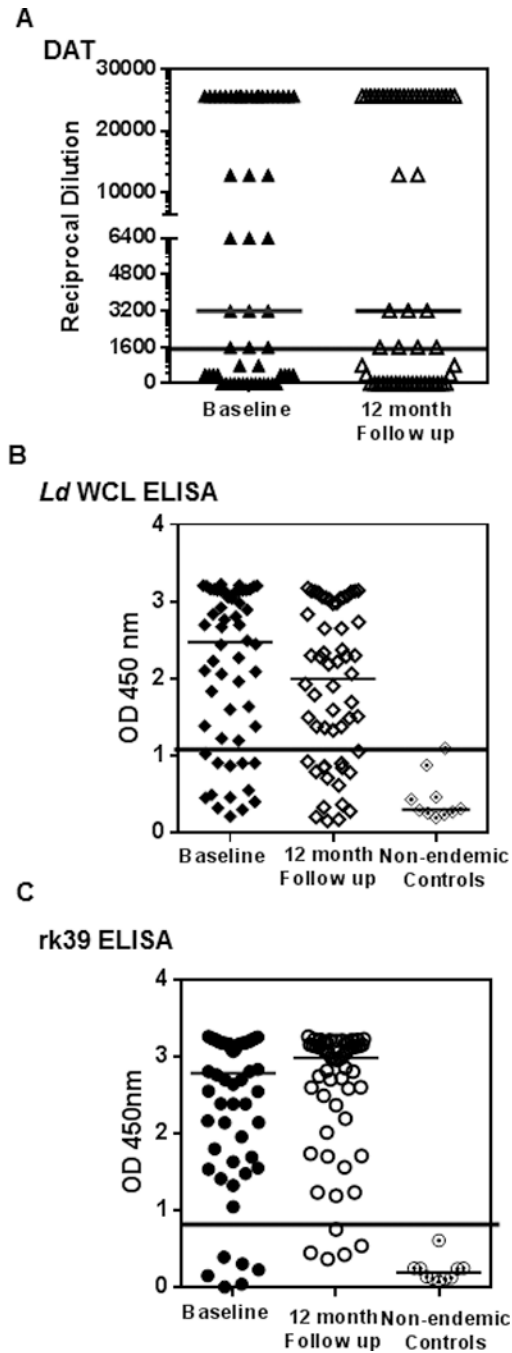 A
DAT
30000
20000
10000
6400
4800
3200
1600
0
Reciprocal Dilution
Baseline
12 month
Follow up
B
Ld WCL ELISA
4
3
2
1
0
OD 450 nm
Baseline
12 month
Follow up
Non-endemic
Controls
C
rk39 ELISA
4
3
2
1
0
OD 450nm
Baseline
12 month
Follow up
Non-endemic
Controls